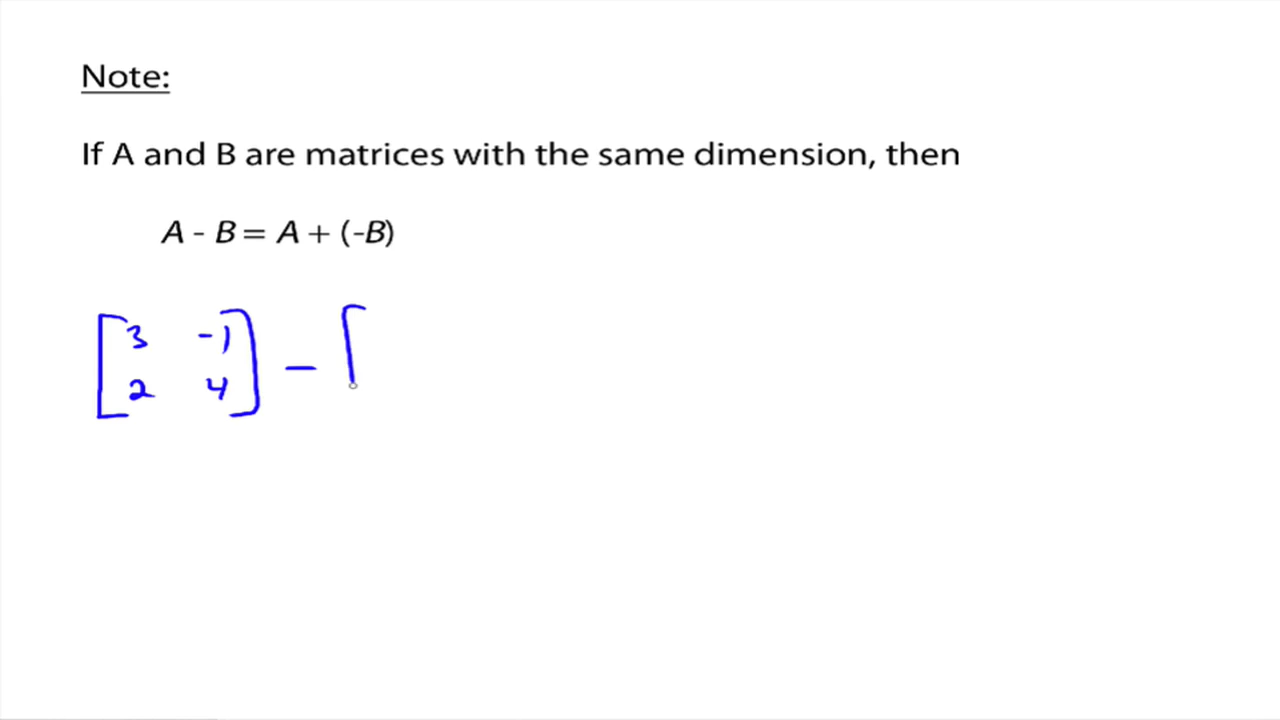 Note:
If A and B are matrices with the same dimension, then
A - B = A + (-B)
[3 -1
2 4] - [